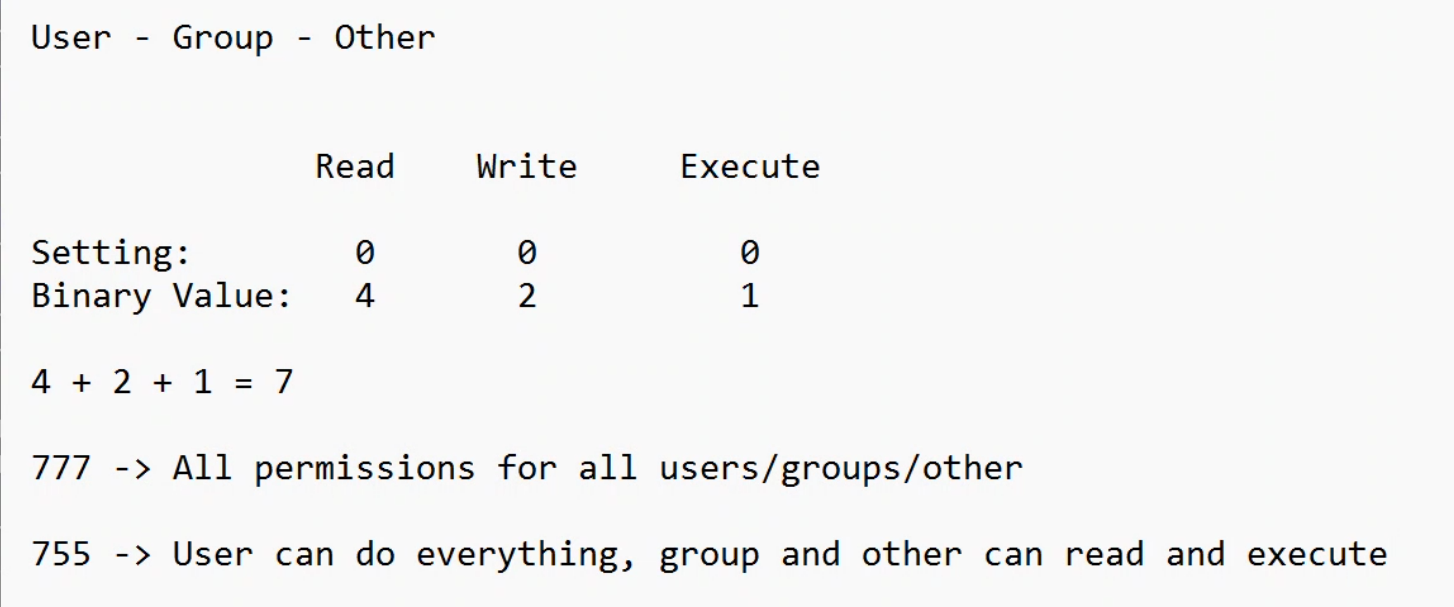 User - Group - Other
Read Write Execute
Setting: 0 0 0
Binary Value: 4 2 1
4 + 2 + 1 = 7
777 -> All permissions for all users/groups/other
755 -> User can do everything, group and other can read and execute